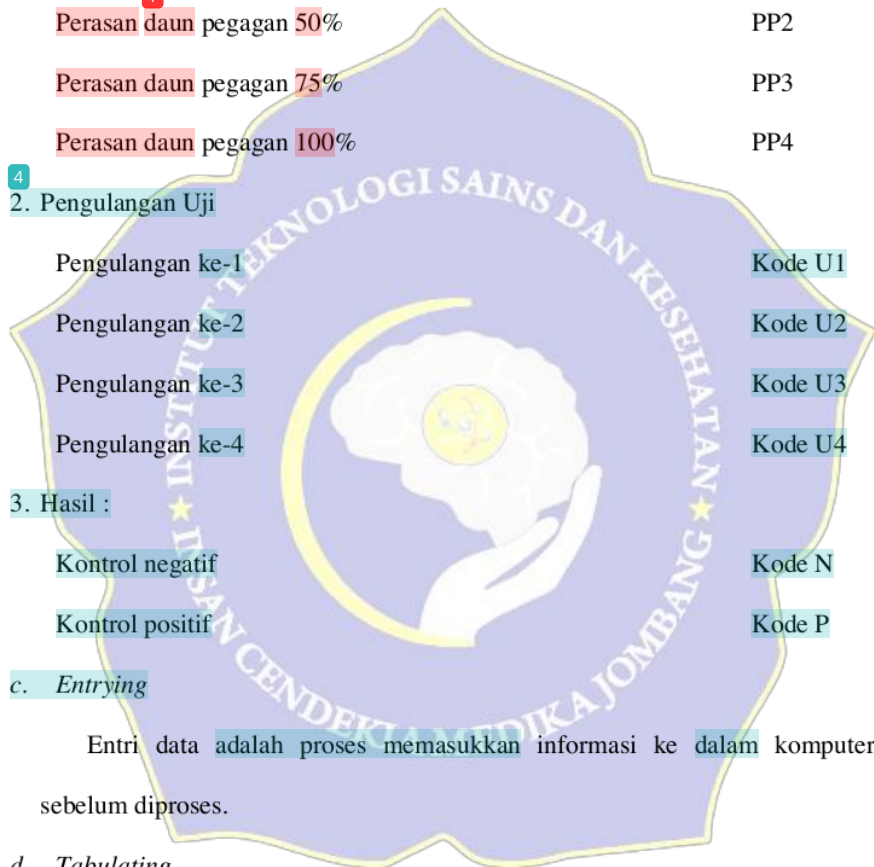 Perasan daun pegagan 50% PP2
Perasan daun pegagan 75% PP3
Perasan daun pegagan 100% PP4
4
2. Pengulangan Uji
Pengulangan ke-1 Kode U1
Pengulangan ke-2 Kode U2
Pengulangan ke-3 Kode U3
Pengulangan ke-4 Kode U4
3. Hasil :
Kontrol negatif Kode N
Kontrol positif Kode P
c. Entrying
Entri data adalah proses memasukkan informasi ke dalam komputer
sebelum diproses.
d. Tabulating
INSTITUT TEKNOLOGI SAINS DAN KESEHATAN
INSAN CENDEKIA MEDIKA JOMBANG